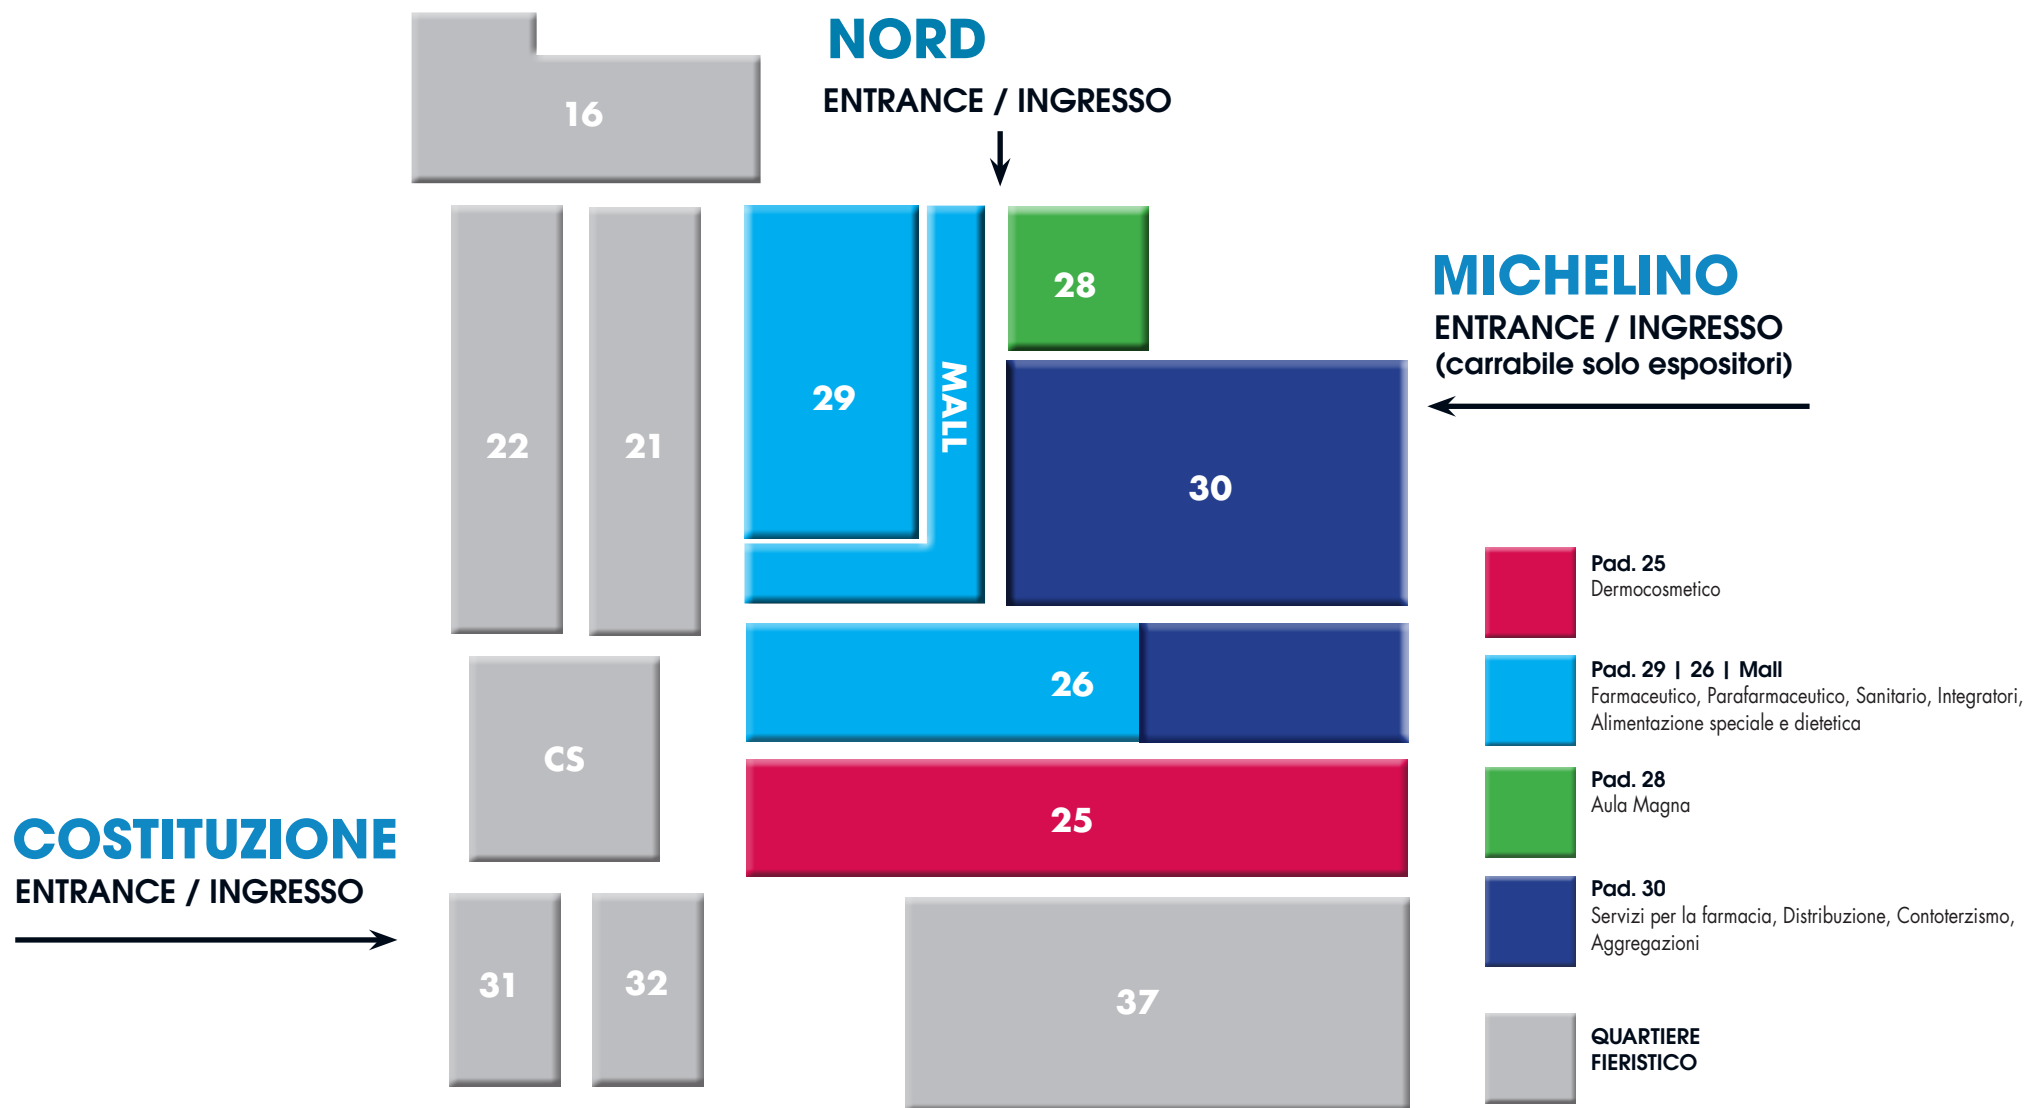 NORD
ENTRANCE / INGRESSO
16
28
MICHELINO
ENTRANCE / INGRESSO
(carrabile solo espositori)
29
MALL
22
21
30
Pad. 25
Dermocosmetico
26
Pad. 29 | 26 | Mall
Farmaceutico, Parafarmaceutico, Sanitario, Integratori,
Alimentazione speciale e dietetica
CS
Pad. 28
Aula Magna
25
COSTITUZIONE
ENTRANCE / INGRESSO
Pad. 30
Servizi per la farmacia, Distribuzione, Contoterzismo,
Aggregazioni
31
32
37
QUARTIERE
FIERISTICO